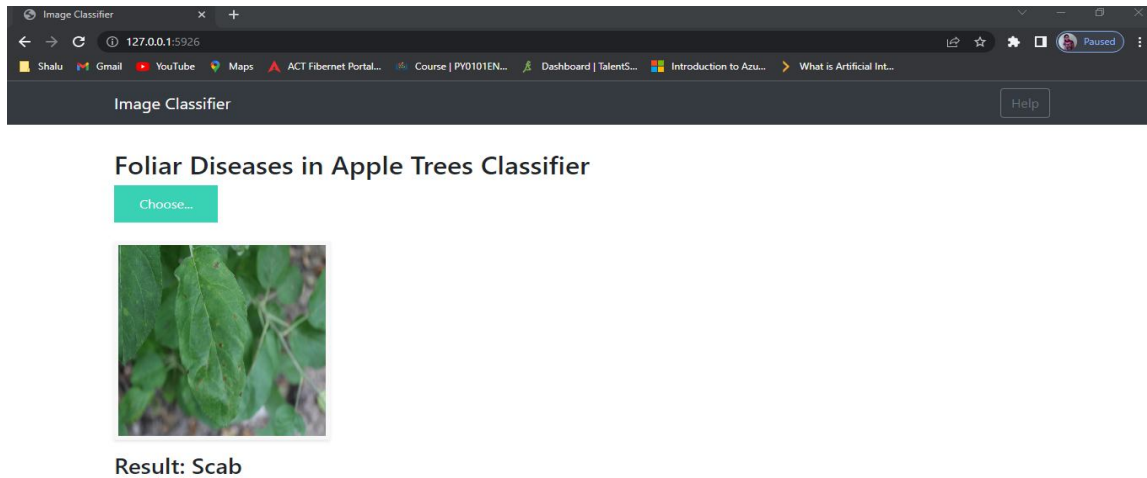 Image Classifier
127.0.0.1:5926
Paused
Shalu Gmail YouTube Maps ACT Fibernet Portal... Course | PY0101EN... Dashboard | TalentS... Introduction to Azu... What is Artificial Int...
Image Classifier Help
Foliar Diseases in Apple Trees Classifier
Choose...
Result: Scab